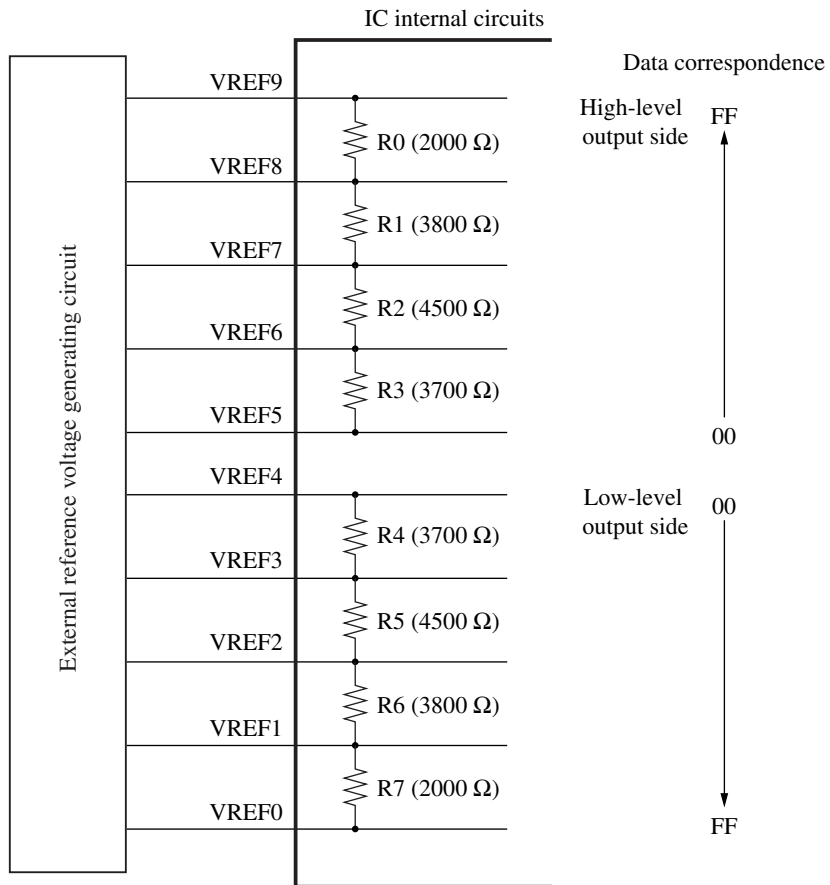 IC internal circuits
Data correspondence
VREF9
High-level
output side
FF
R0 (2000 Ω)
VREF8
R1 (3800 Ω)
VREF7
R2 (4500 Ω)
VREF6
R3 (3700 Ω)
VREF5
00
External reference voltage generating circuit
VREF4
Low-level
output side
00
R4 (3700 Ω)
VREF3
R5 (4500 Ω)
VREF2
R6 (3800 Ω)
VREF1
R7 (2000 Ω)
VREF0
FF